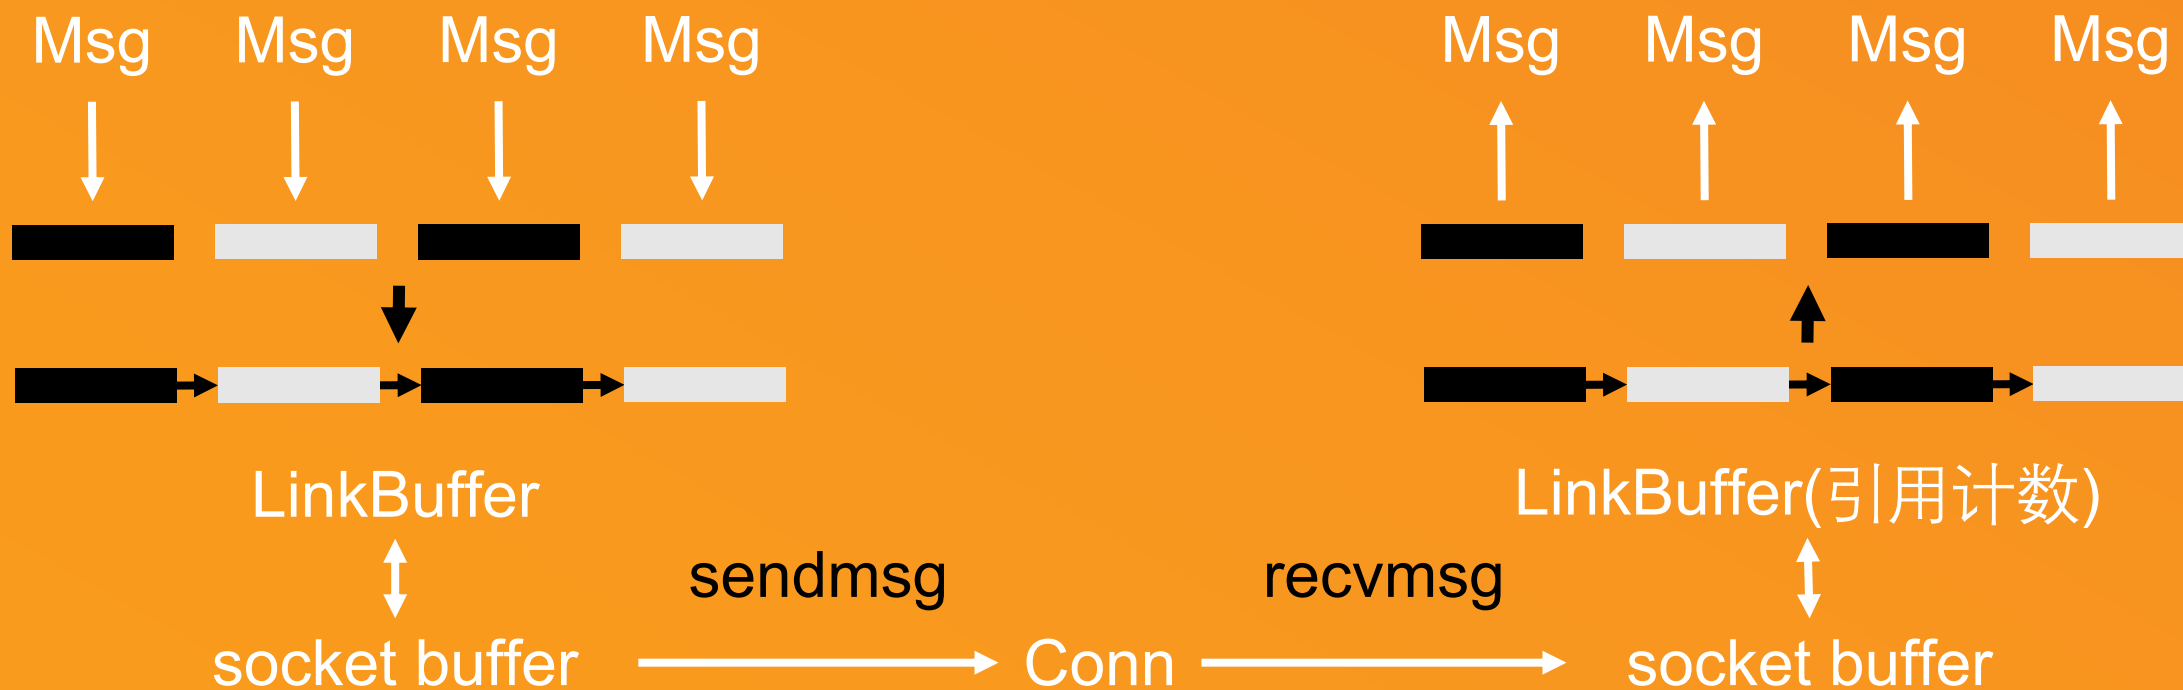 Msg Msg Msg Msg Msg Msg Msg Msg
LinkBuffer LinkBuffer(引用计数)
sendmsg recvmsg
socket buffer Conn socket buffer